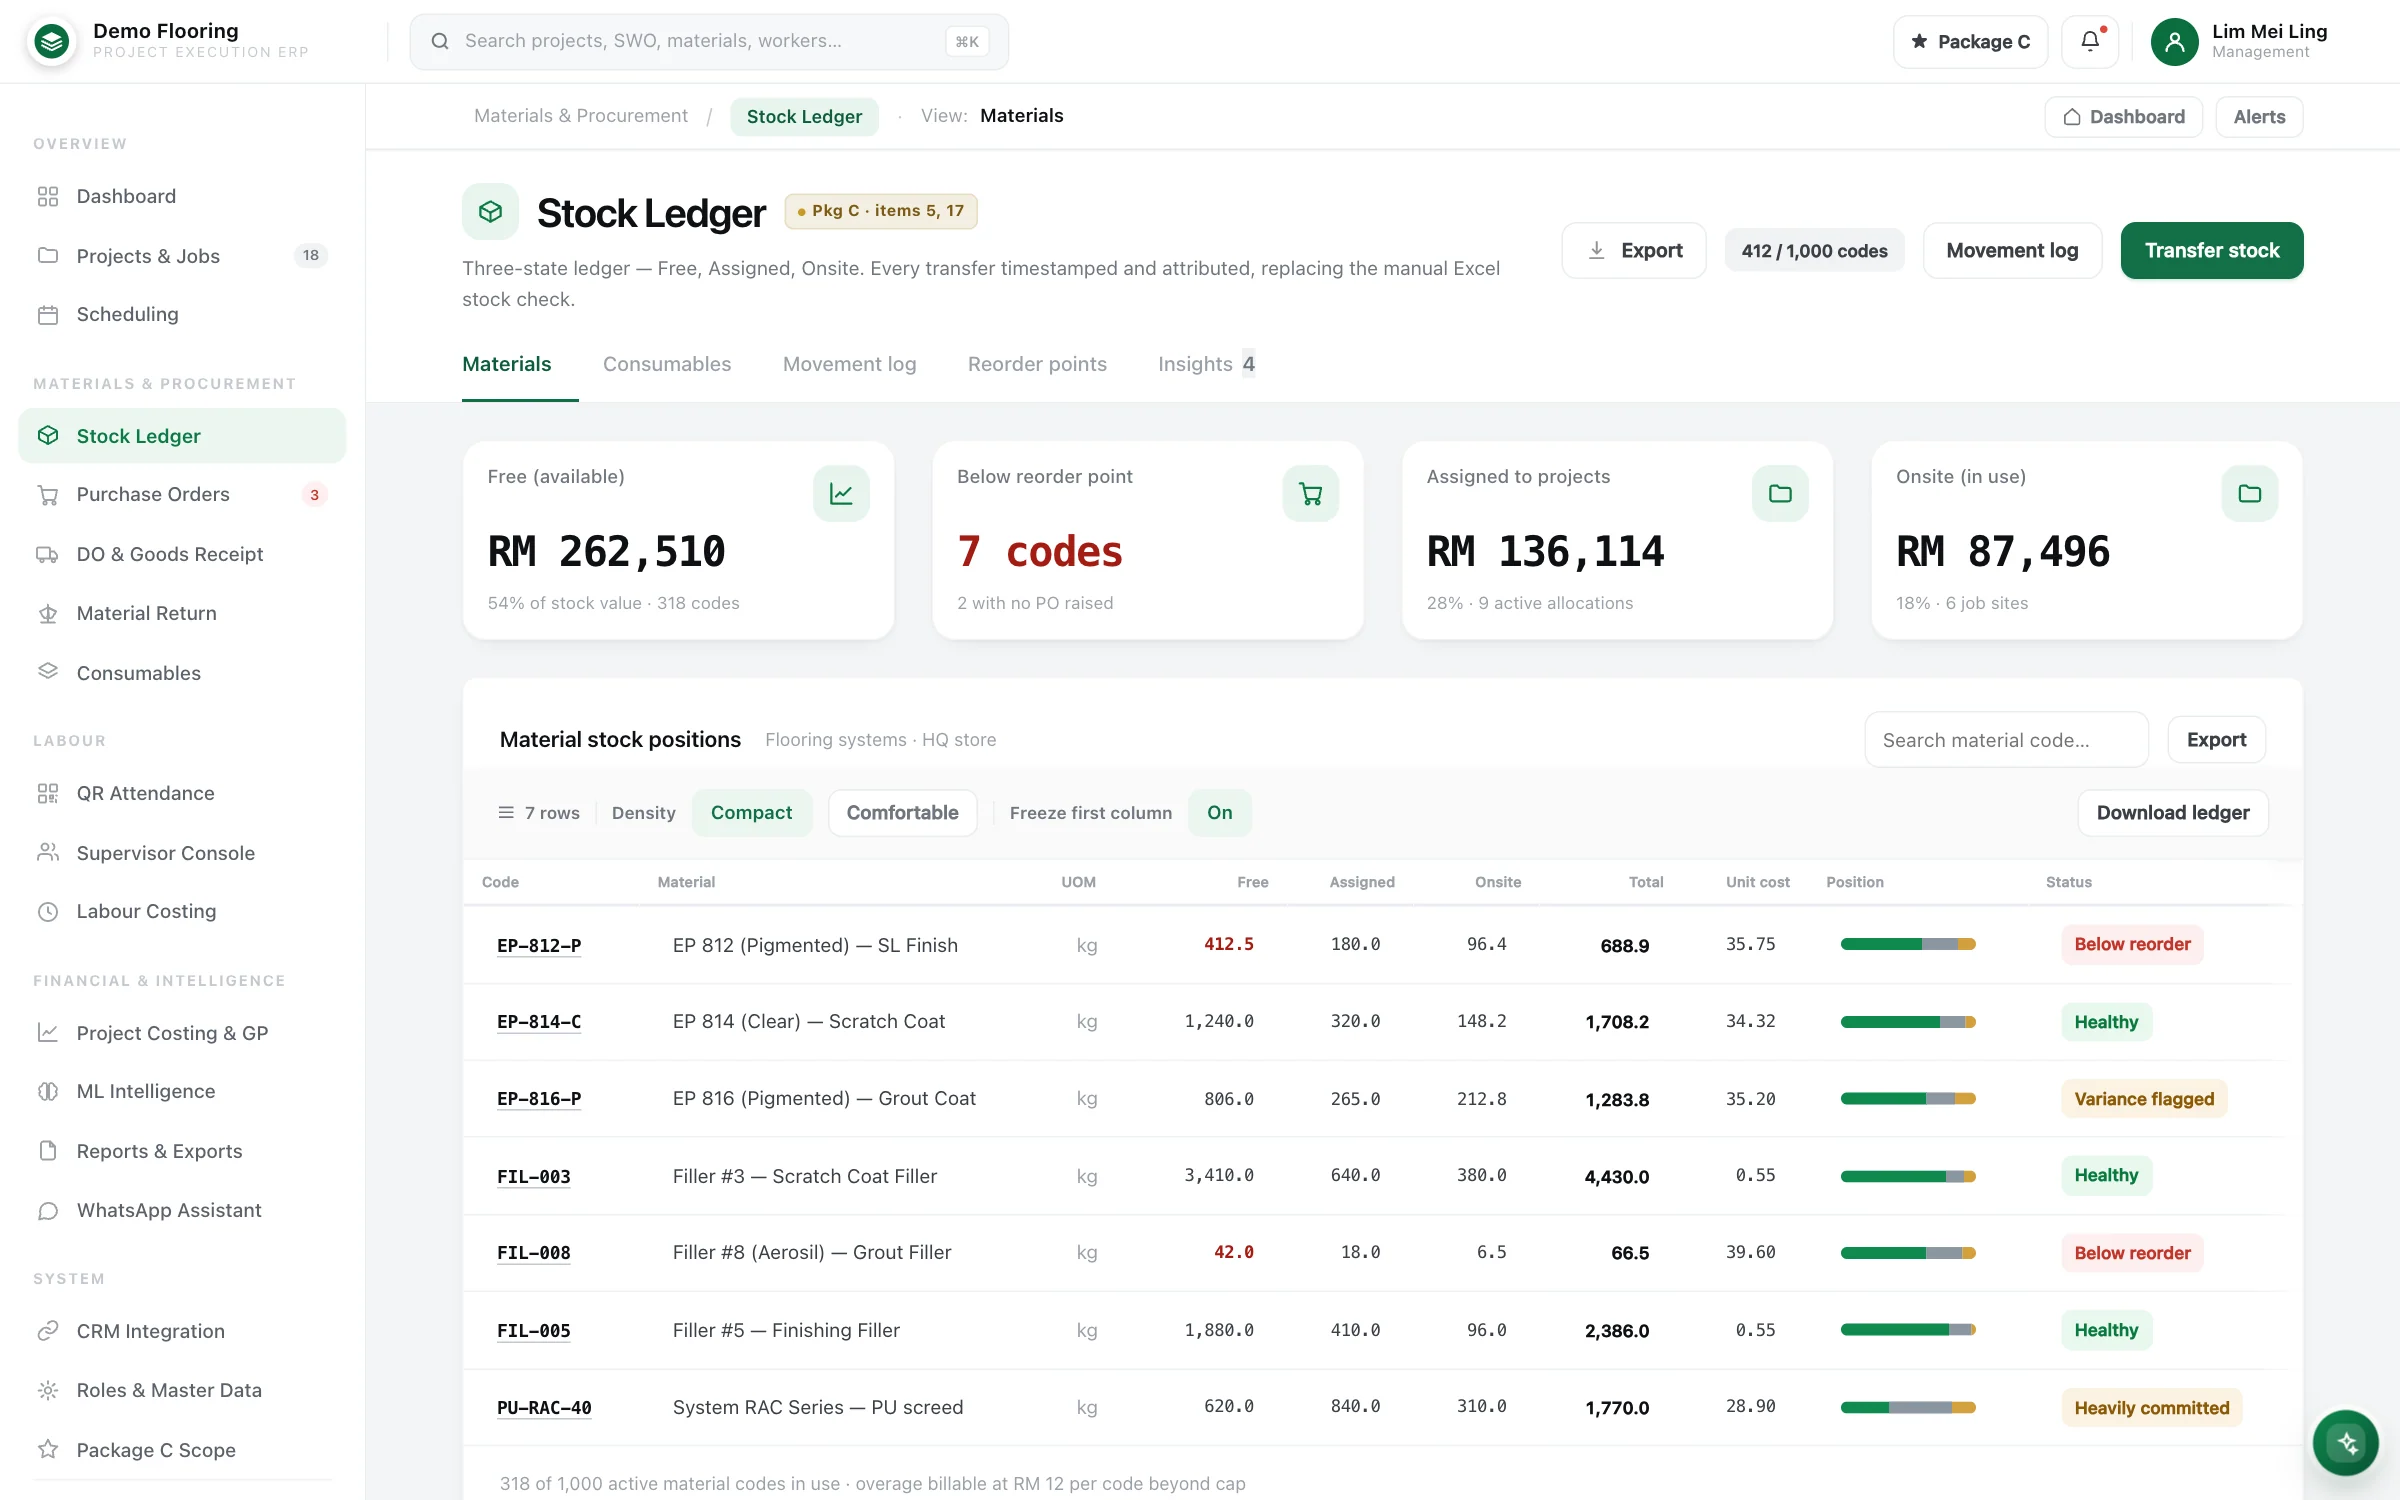 Demo Flooring
PROJECT EXECUTION ERP
Search projects, SWO, materials, workers...
⌘K
★ Package C
Lim Mei Ling
Management
Materials & Procurement / Stock Ledger · View: Materials
Dashboard
Alerts
OVERVIEW
Dashboard
Projects & Jobs 18
Scheduling
MATERIALS & PROCUREMENT
Stock Ledger
Purchase Orders 3
DO & Goods Receipt
Material Return
Consumables
LABOUR
QR Attendance
Supervisor Console
Labour Costing
FINANCIAL & INTELLIGENCE
Project Costing & GP
ML Intelligence
Reports & Exports
WhatsApp Assistant
SYSTEM
CRM Integration
Roles & Master Data
Package C Scope
Stock Ledger
Pkg C · items 5, 17
Three-state ledger — Free, Assigned, Onsite. Every transfer timestamped and attributed, replacing the manual Excel
stock check.
Export
412 / 1,000 codes
Movement log
Transfer stock
Materials Consumables Movement log Reorder points Insights 4
Free (available)
RM 262,510
54% of stock value · 318 codes
Below reorder point
7 codes
2 with no PO raised
Assigned to projects
RM 136,114
28% · 9 active allocations
Onsite (in use)
RM 87,496
18% · 6 job sites
Material stock positions Flooring systems · HQ store
Search material code...
Export
7 rows Density Compact Comfortable Freeze first column On
Download ledger
Code Material UOM Free Assigned Onsite Total Unit cost Position Status
EP-812-P EP 812 (Pigmented) — SL Finish kg 412.5 180.0 96.4 688.9 35.75 Below reorder
EP-814-C EP 814 (Clear) — Scratch Coat kg 1,240.0 320.0 148.2 1,708.2 34.32 Healthy
EP-816-P EP 816 (Pigmented) — Grout Coat kg 806.0 265.0 212.8 1,283.8 35.20 Variance flagged
FIL-003 Filler #3 — Scratch Coat Filler kg 3,410.0 640.0 380.0 4,430.0 0.55 Healthy
FIL-008 Filler #8 (Aerosil) — Grout Filler kg 42.0 18.0 6.5 66.5 39.60 Below reorder
FIL-005 Filler #5 — Finishing Filler kg 1,880.0 410.0 96.0 2,386.0 0.55 Healthy
PU-RAC-40 System RAC Series — PU screed kg 620.0 840.0 310.0 1,770.0 28.90 Heavily committed
318 of 1,000 active material codes in use · overage billable at RM 12 per code beyond cap